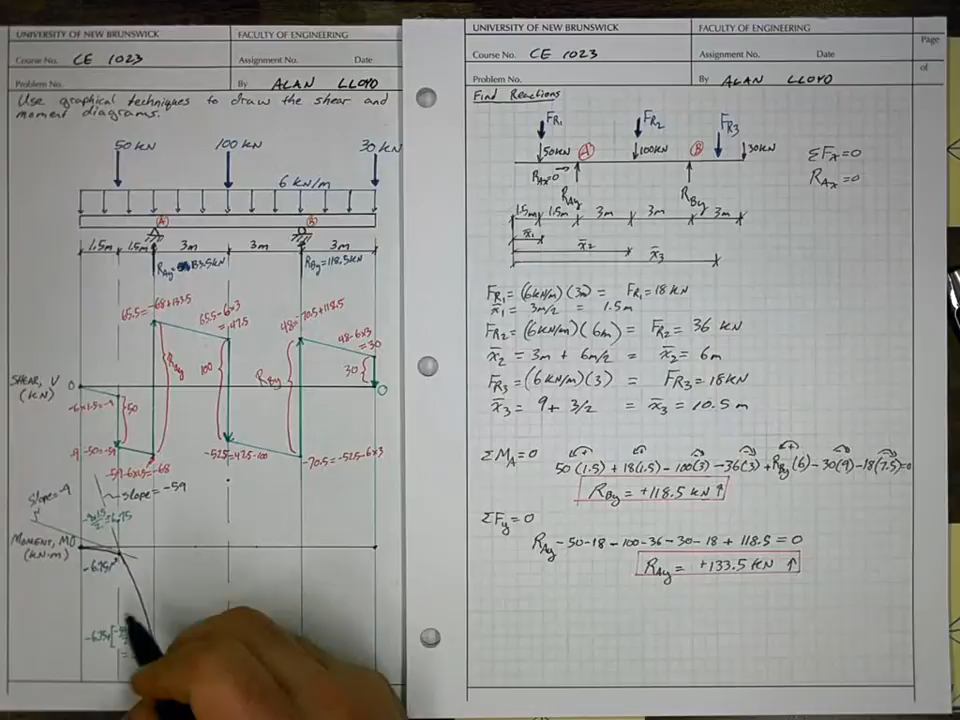 UNIVERSITY OF NEW BRUNSWICK
FACULTY OF ENGINEERING
Course No. CE 1023
Assignment No. Date
Problem No.
By ALAN LLOYD
Use graphical techniques to draw the shear and
moment diagrams.
50 KN 100 KN 30 KN
6 KN/m
A B
1.5m 1.5m 3m 3m 3m
RAy= 133.5KN RBy=118.5KN
65.5=-68+133.5
65.5-6×3
=47.5
48=-70.5+118.5
48-6×3
=30
RAy 100 RBy 30
SHEAR, V
(KN)
0
0
-6×1.5=-9
50
-9-50=-59
-59-6×1.5=-68
-52.5=47.5-100
-70.5=-52.5-6×3
slope=-9
slope=-59
=6.75
MOMENT, M
(KN·m)
0
-6.75
UNIVERSITY OF NEW BRUNSWICK
FACULTY OF ENGINEERING
Page
Course No. CE 1023
Assignment No. Date
of
Problem No.
By ALAN LLOYD
Find Reactions
FR1 FR2 FR3
50KN A 100KN B 30KN
RAx=0
RAy RBy
ΣFx=0
RAx=0
1.5m 1.5m 3m 3m 3m
x̄1
x̄2
x̄3
FR1=(6KN/m)(3m)= FR1=18KN
x̄1= 3m/2 = 1.5m
FR2=(6KN/m)(6m)= FR2= 36 KN
x̄2= 3m + 6m/2 = x̄2= 6m
FR3=(6KN/m)(3) = FR3=18KN
x̄3= 9+ 3/2 = x̄3= 10.5m
ΣMA=0
50(1.5)+18(1.5)-100(3)-36(3)+RBy(6)-30(9)-18(7.5)=0
RBy= +118.5 KN↑
ΣFy=0
RAy-50-18-100-36-30-18+118.5=0
RAy= +133.5 KN ↑